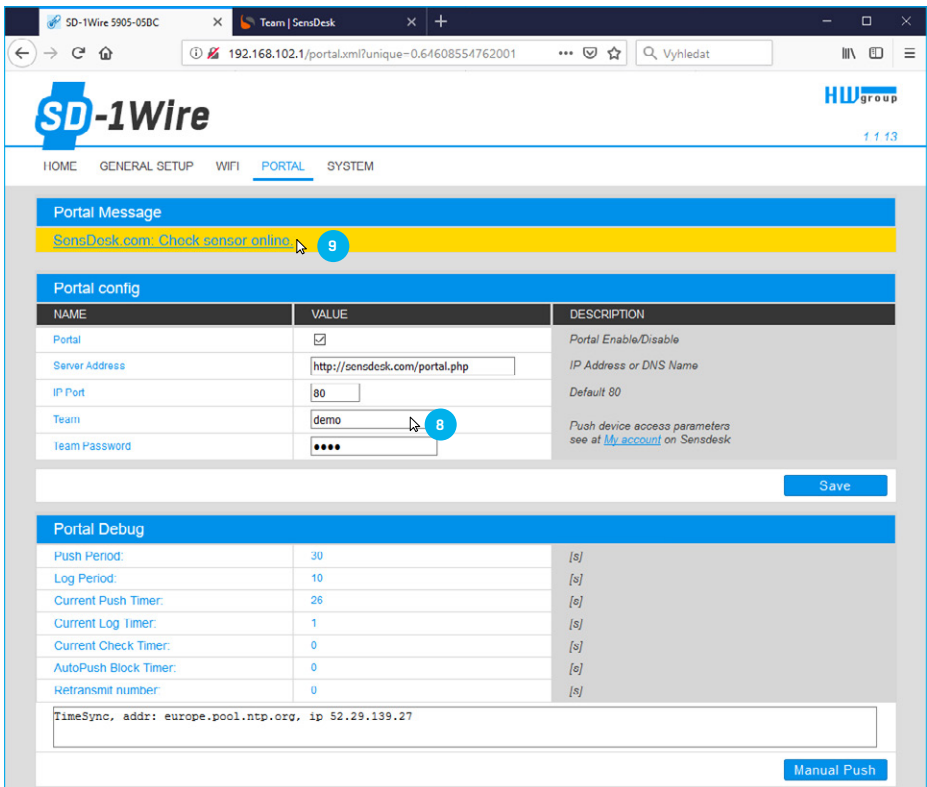 SD-1Wire 5905-05BC
Team | SensDesk
192.168.102.1/portal.xml?unique=0.64608554762001
Vyhledat
SD-1Wire
HW group
1.1.13
HOME GENERAL SETUP WIFI PORTAL SYSTEM
Portal Message
SensDesk.com: Check sensor online.
9
Portal config
NAME VALUE DESCRIPTION
Portal Portal Enable/Disable
Server Address http://sensdesk.com/portal.php IP Address or DNS Name
IP Port 80 Default 80
Team demo 8 Push device access parameters
see at My account on Sensdesk
Team Password ••••
Save
Portal Debug
Push Period: 30 [s]
Log Period: 10 [s]
Current Push Timer: 26 [s]
Current Log Timer: 1 [s]
Current Check Timer: 0 [s]
AutoPush Block Timer: 0 [s]
Retransmit number: 0 [s]
TimeSync, addr: europe.pool.ntp.org, ip 52.29.139.27
Manual Push